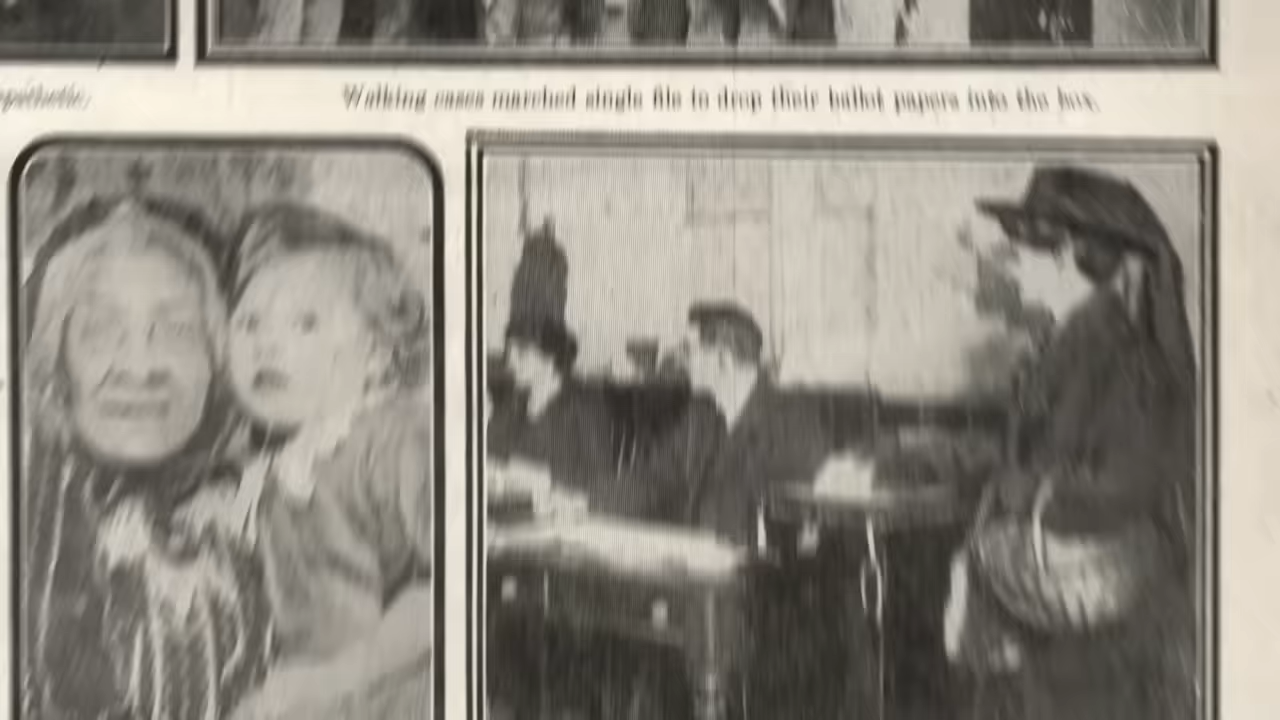 Walking cases marched single file to drop their ballot papers into the box.